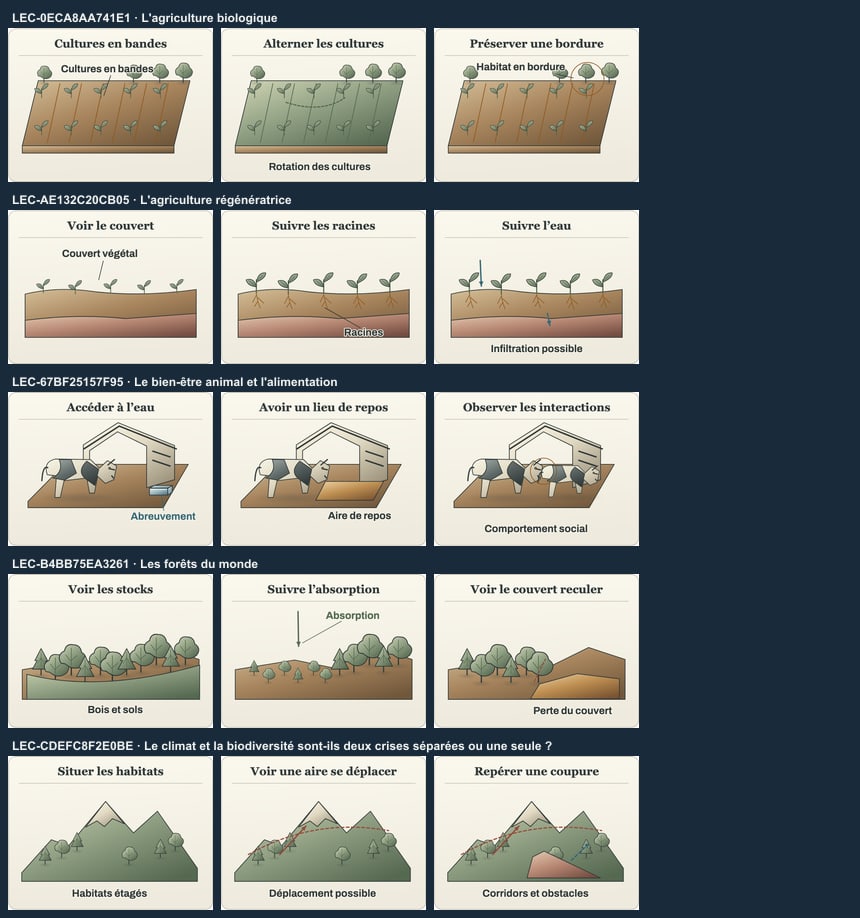 LEC-0ECA8AA741E1 · L'agriculture biologique
Cultures en bandes
Alterner les cultures
Préserver une bordure
Cultures en bandes
Habitat en bordure
Rotation des cultures
LEC-AE132C20CB05 · L'agriculture régénératrice
Voir le couvert
Suivre les racines
Suivre l’eau
Couvert végétal
Racines
Infiltration possible
LEC-67BF25157F95 · Le bien-être animal et l'alimentation
Accéder à l’eau
Avoir un lieu de repos
Observer les interactions
Abreuvement
Aire de repos
Comportement social
LEC-B4BB75EA3261 · Les forêts du monde
Voir les stocks
Suivre l’absorption
Voir le couvert reculer
Absorption
Bois et sols
Perte du couvert
LEC-CDEFC8F2E0BE · Le climat et la biodiversité sont-ils deux crises séparées ou une seule ?
Situer les habitats
Voir une aire se déplacer
Repérer une coupure
Habitats étagés
Déplacement possible
Corridors et obstacles